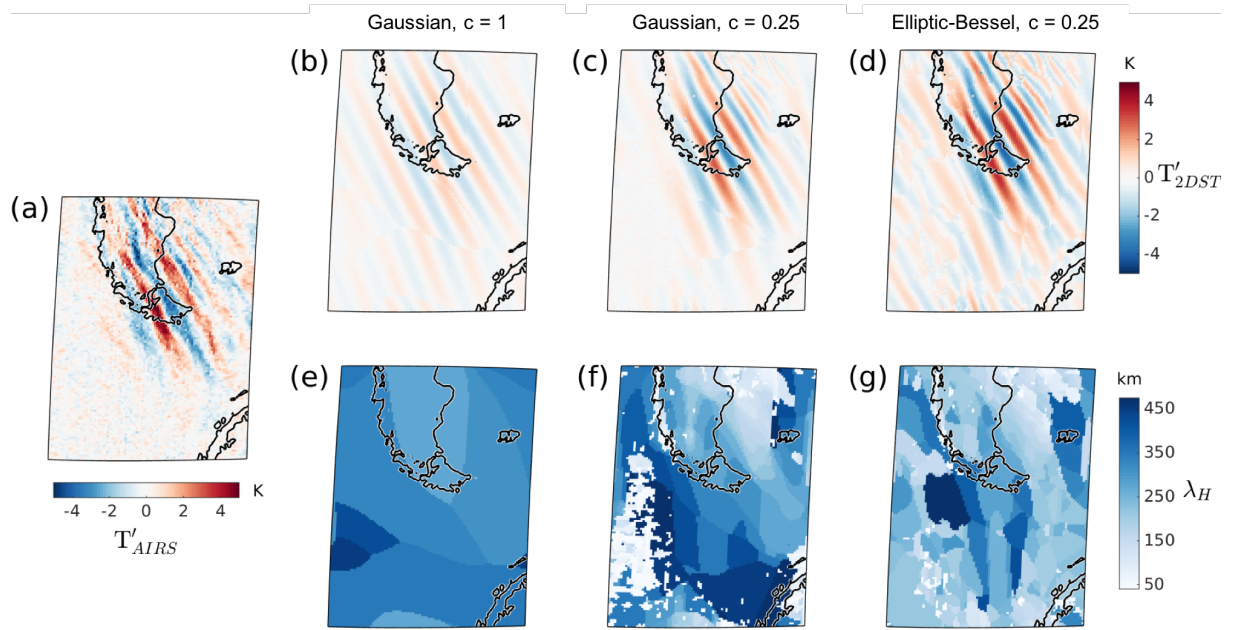 Gaussian, c = 1
Gaussian, c = 0.25
Elliptic-Bessel, c = 0.25
(b)
(c)
(d)
K
4
2
0
-2
-4
T′2DST
(a)
-4 -2 0 2 4 K
T′AIRS
(e)
(f)
(g)
km
450
350
250
150
50
λH